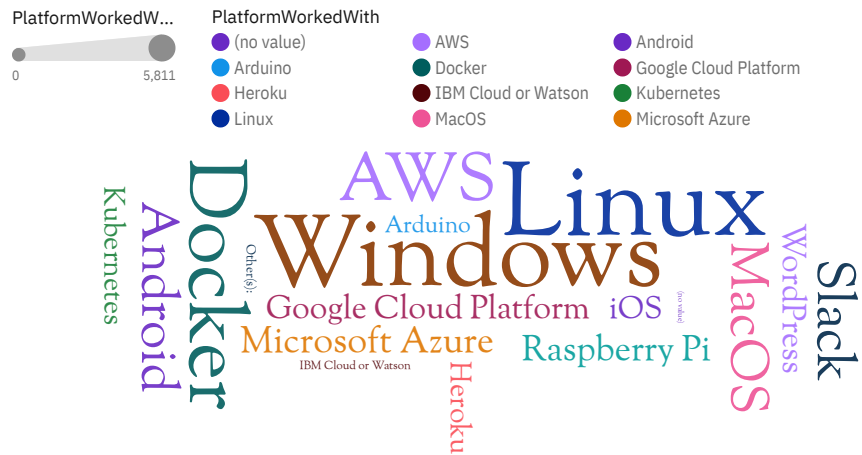 PlatformWorkedW...
0
5,811
PlatformWorkedWith
(no value)
AWS
Android
Arduino
Docker
Google Cloud Platform
Heroku
IBM Cloud or Watson
Kubernetes
Linux
MacOS
Microsoft Azure
Kubernetes
Android
Docker
Other(s):
AWS
Linux
Arduino
Windows
Google Cloud Platform
iOS
(no value)
Microsoft Azure
Raspberry Pi
IBM Cloud or Watson
Heroku
MacOS
WordPress
Slack